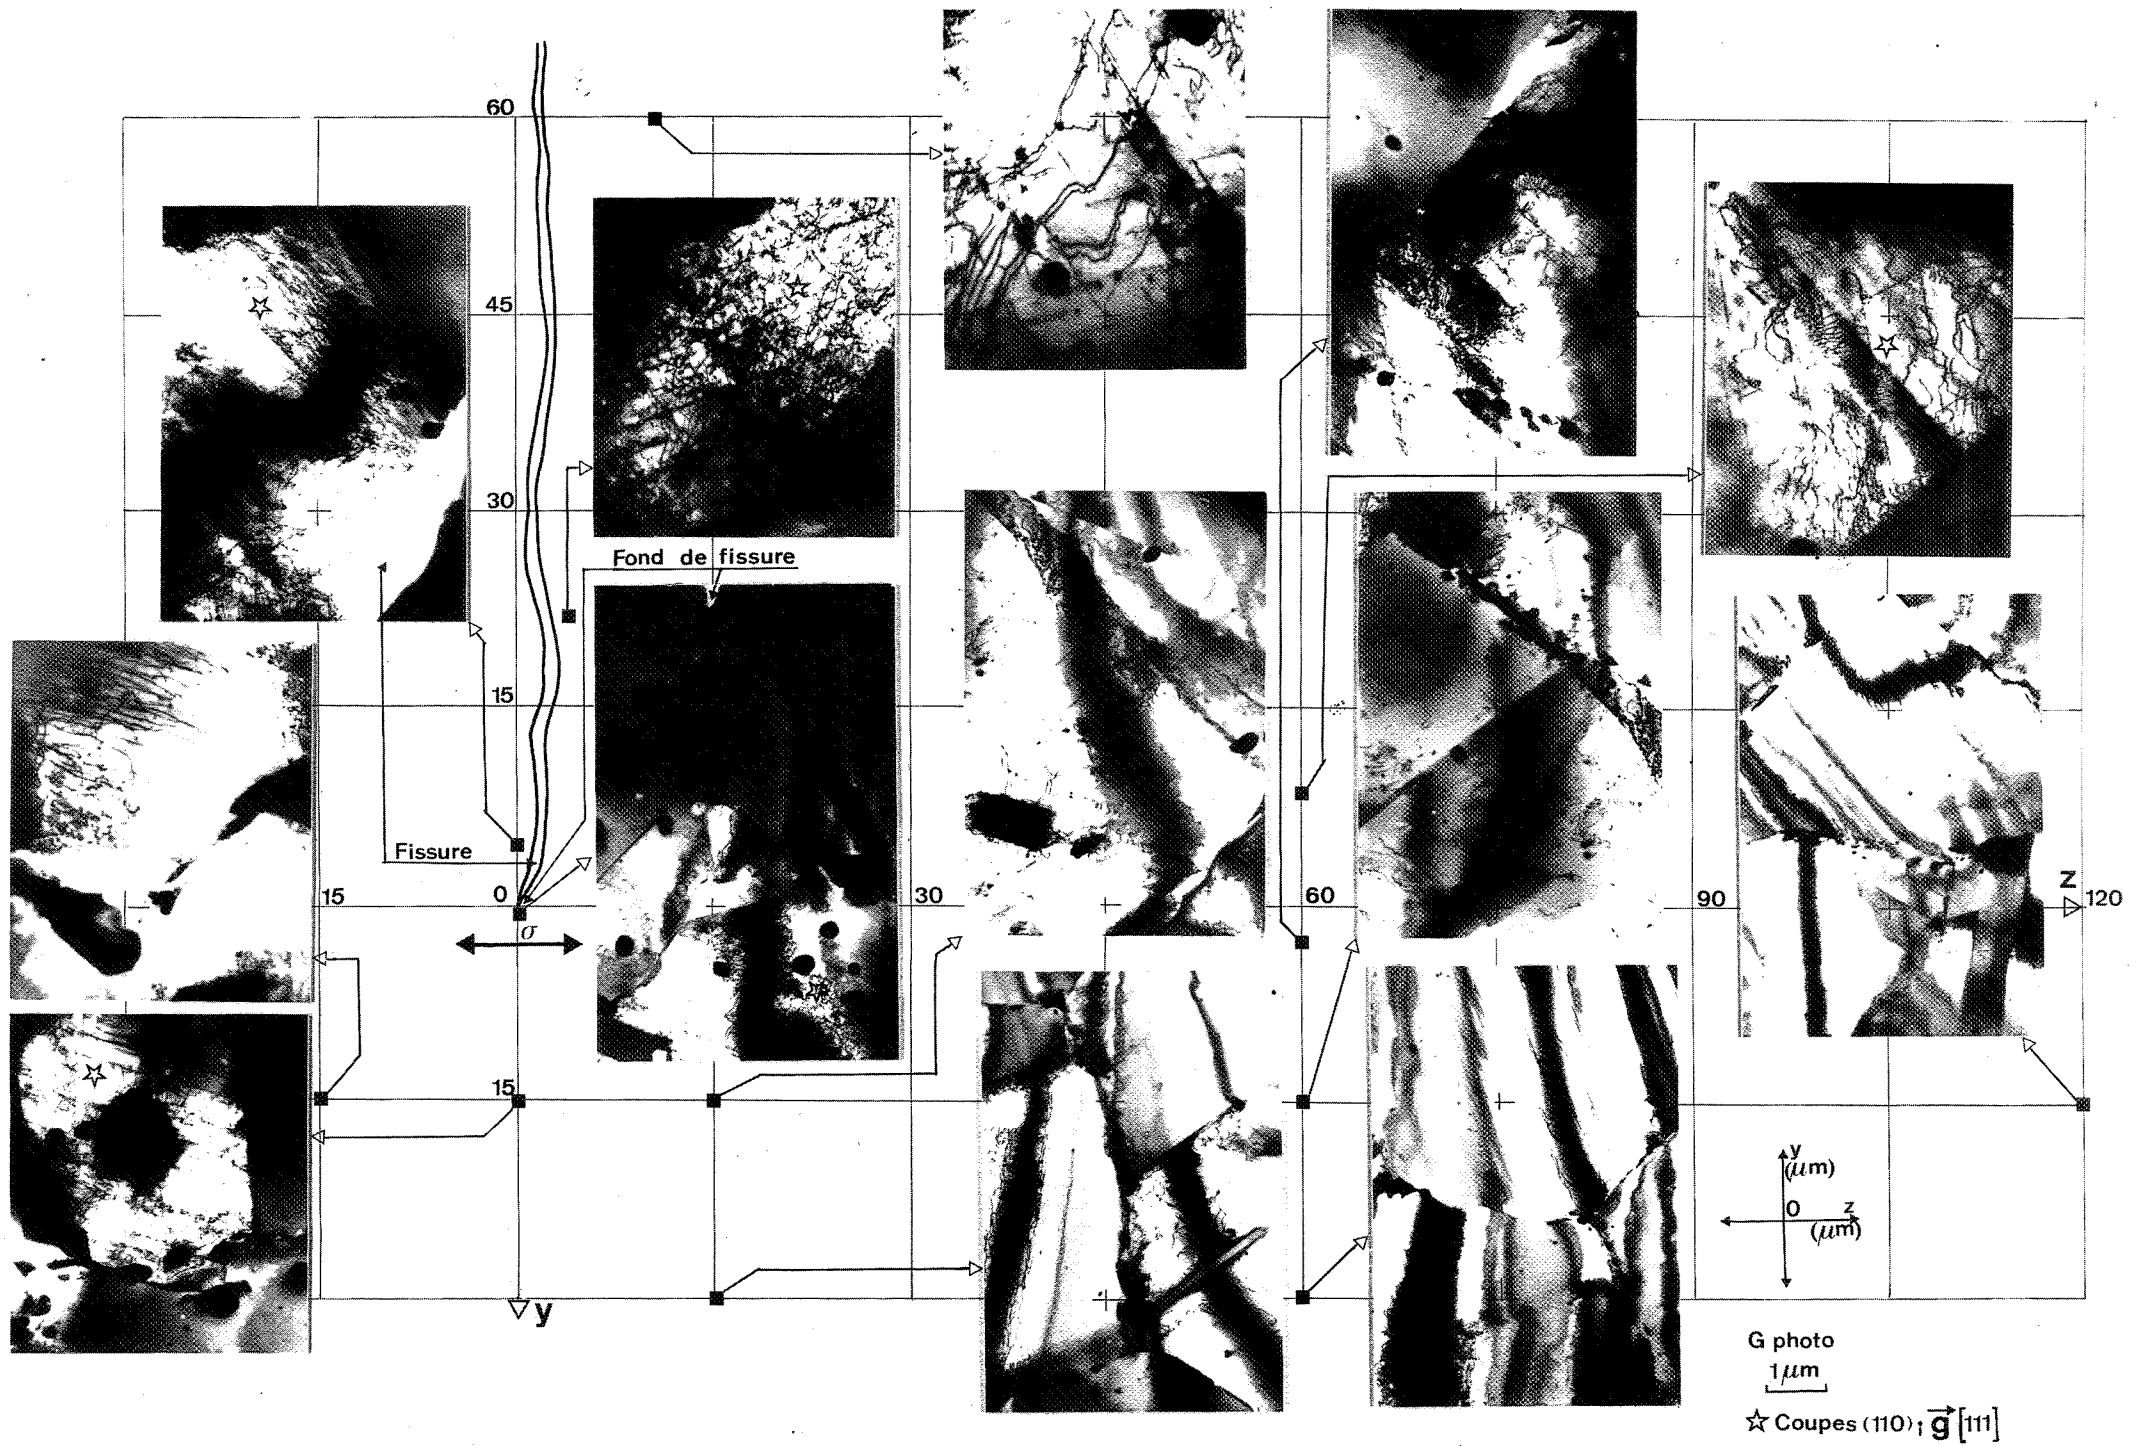 60
45
30
Fond de fissure
15
Fissure
15
0
30
60
90
Z
120
σ
15
y
(μm)
0
z
(μm)
y
G photo
1μm
☆ Coupes (110); g⃗ [111]